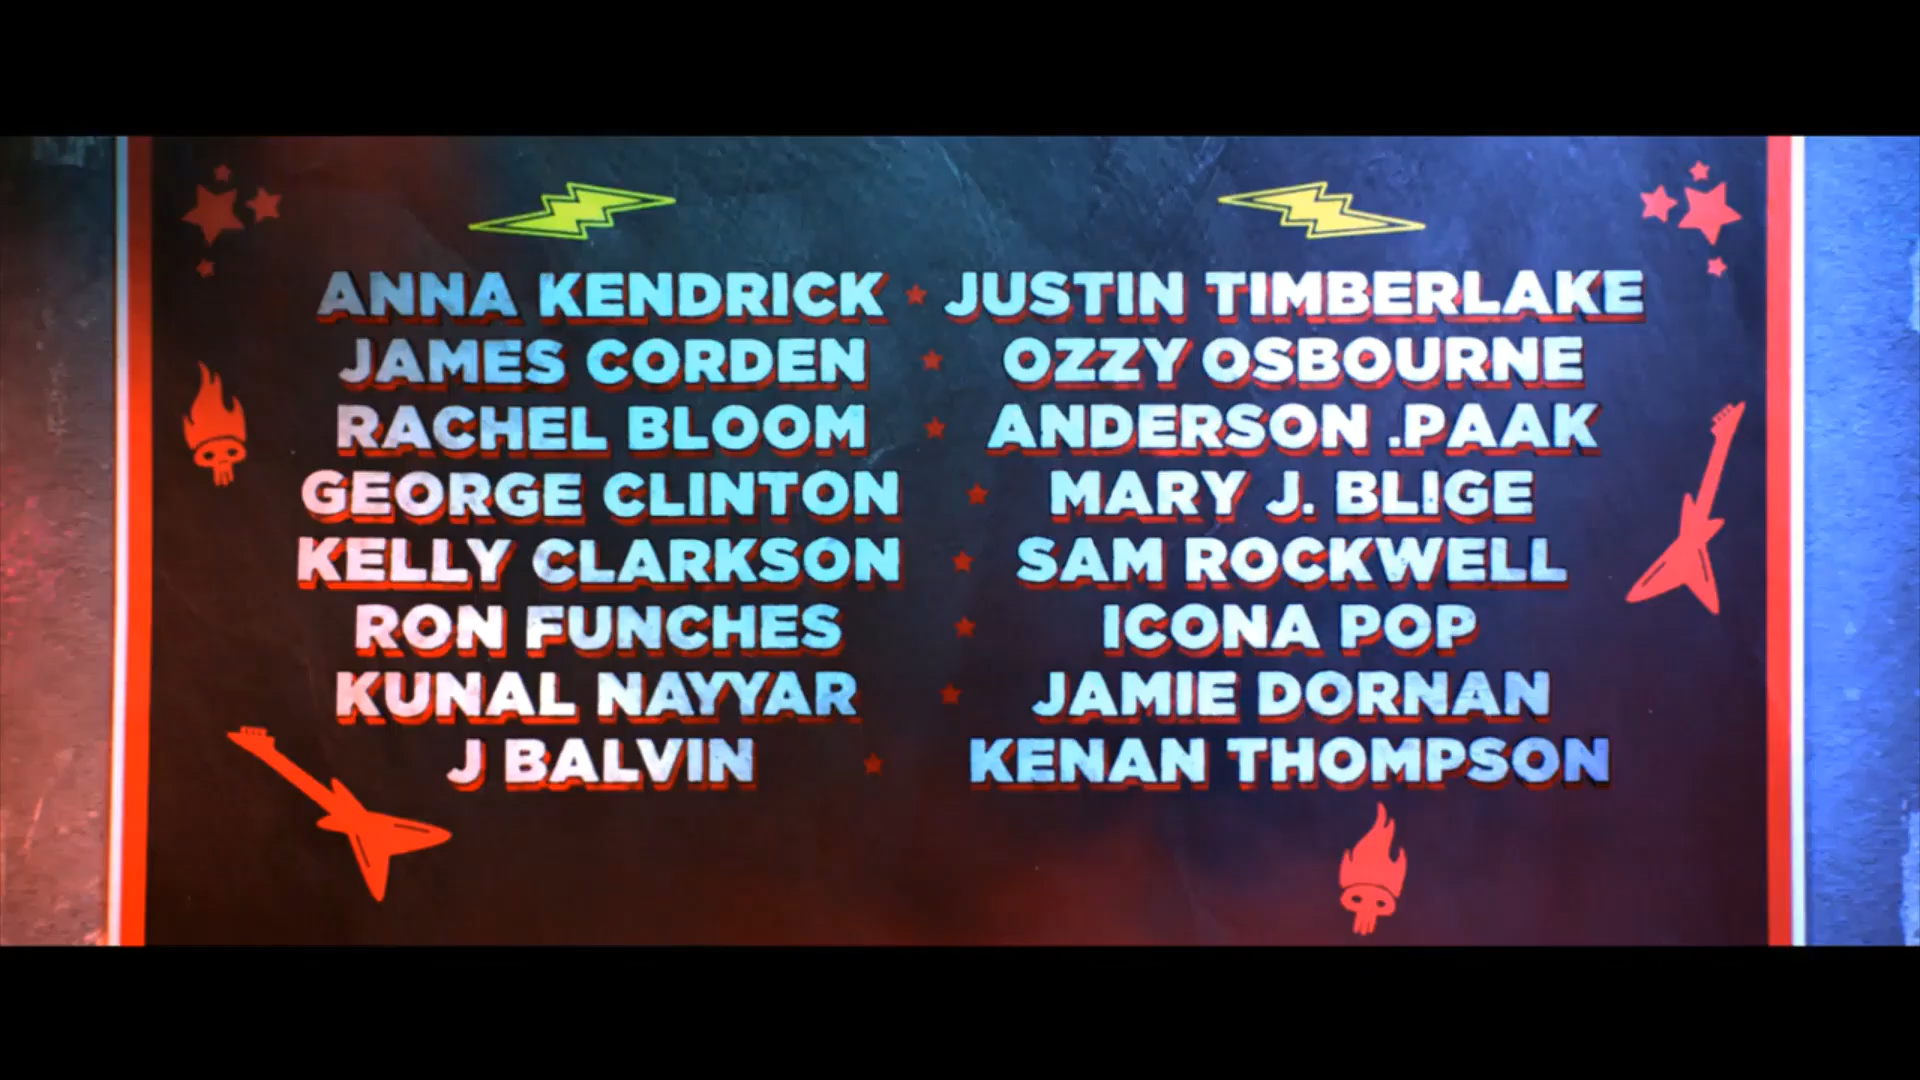 ANNA KENDRICK ★ JUSTIN TIMBERLAKE
JAMES CORDEN ★ OZZY OSBOURNE
RACHEL BLOOM ★ ANDERSON .PAAK
GEORGE CLINTON ★ MARY J. BLIGE
KELLY CLARKSON ★ SAM ROCKWELL
RON FUNCHES ★ ICONA POP
KUNAL NAYYAR ★ JAMIE DORNAN
J BALVIN ★ KENAN THOMPSON